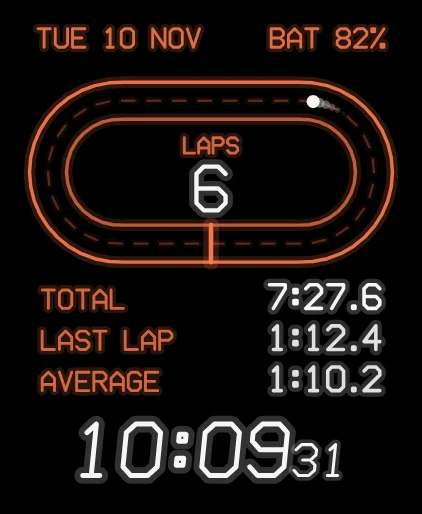 TUE 10 NOV BAT 82%
LAPS
6
TOTAL 7:27.6
LAST LAP 1:12.4
AVERAGE 1:10.2
10:09 31